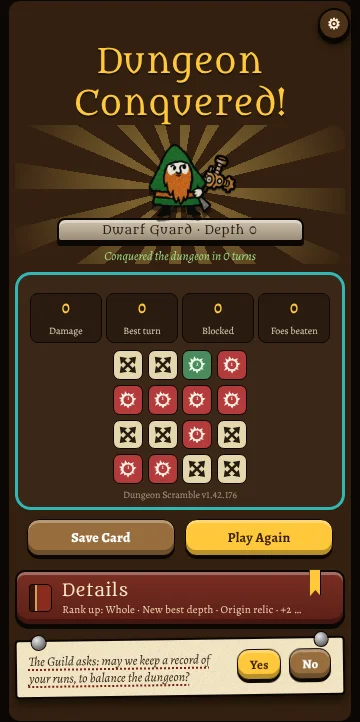 Dungeon
Conquered!
Dwarf Guard · Depth 0
Conquered the dungeon in 0 turns
0 0 0 0
Damage Best turn Blocked Foes beaten
Dungeon Scramble v1.42.176
Save Card Play Again
Details
Rank up: Whole · New best depth · Origin relic · +2 ...
The Guild asks: may we keep a record of
your runs, to balance the dungeon?
Yes No